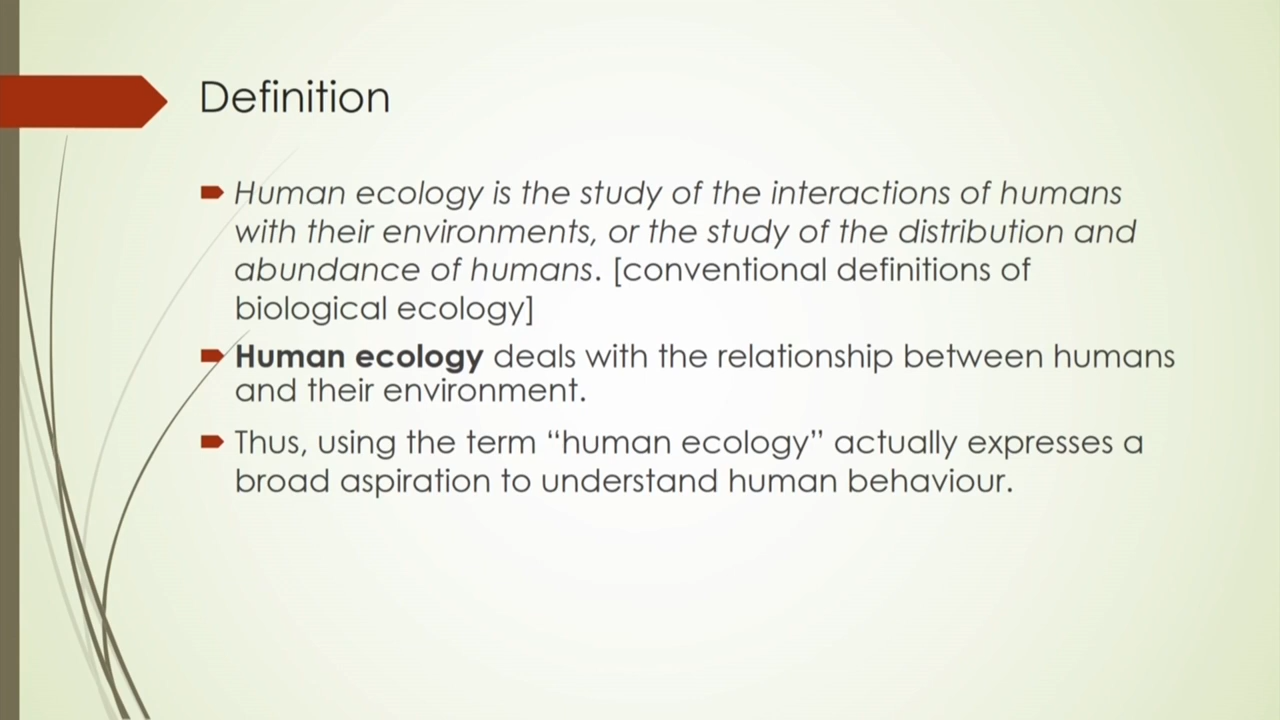 Definition
Human ecology is the study of the interactions of humans
with their environments, or the study of the distribution and
abundance of humans. [conventional definitions of
biological ecology]
Human ecology deals with the relationship between humans
and their environment.
Thus, using the term “human ecology” actually expresses a
broad aspiration to understand human behaviour.